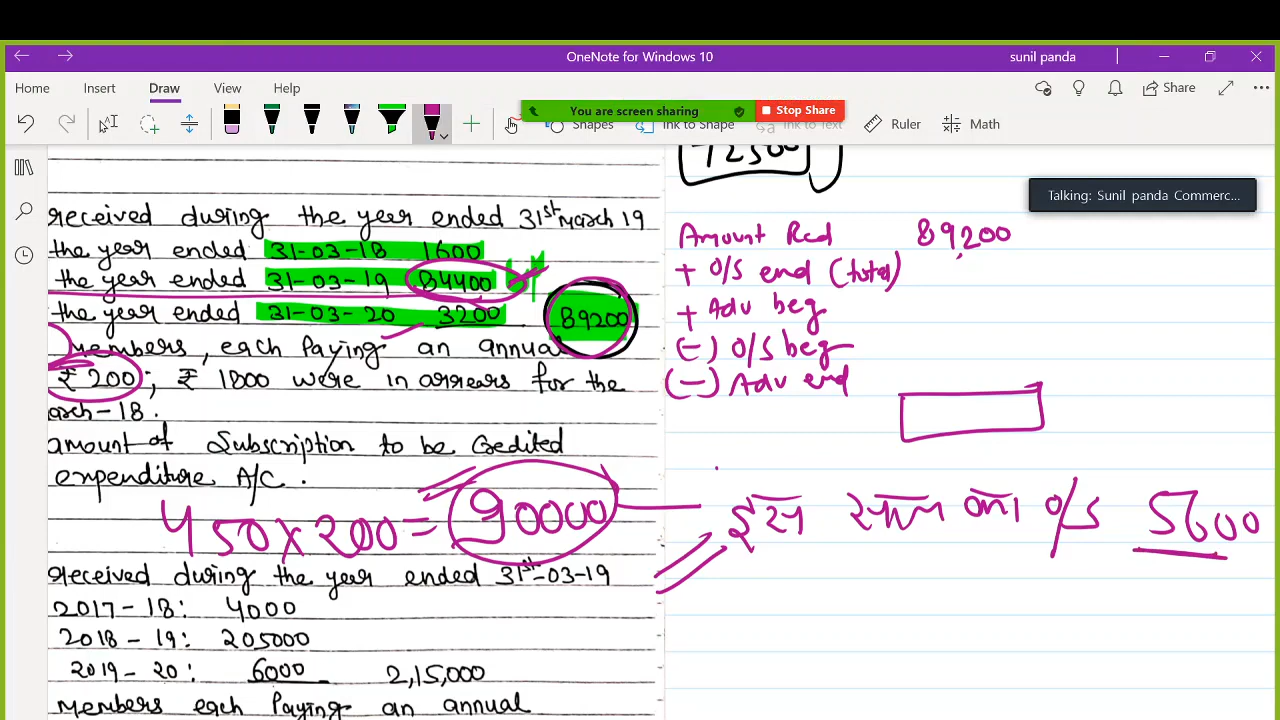 OneNote for Windows 10
sunil panda
Home Insert Draw View Help
You are screen sharing
Stop Share
Share
Shapes Ink to Shape Ink to Text Ruler Math
72500
Talking: Sunil panda Commerc...
received during the year ended 31st March 19
the year ended 31-03-18 1600
the year ended 31-03-19 84400
the year ended 31-03-20 3200
89200
members, each Paying an annual
₹ 200; ₹ 1800 were in arrears for the
arch-18.
amount of Subscription to be Credited
expenditure A/C.
450 x 200 = 90000
received during the year ended 31st-03-19
2017-18: 4000
2018-19: 205000
2019-20: 6000 2,15,000
members each Paying an annual
Amount Recd 89200
+ O/S end (total)
+ Adv beg
(-) O/S beg
(-) Adv end
इस साल का O/S 5600